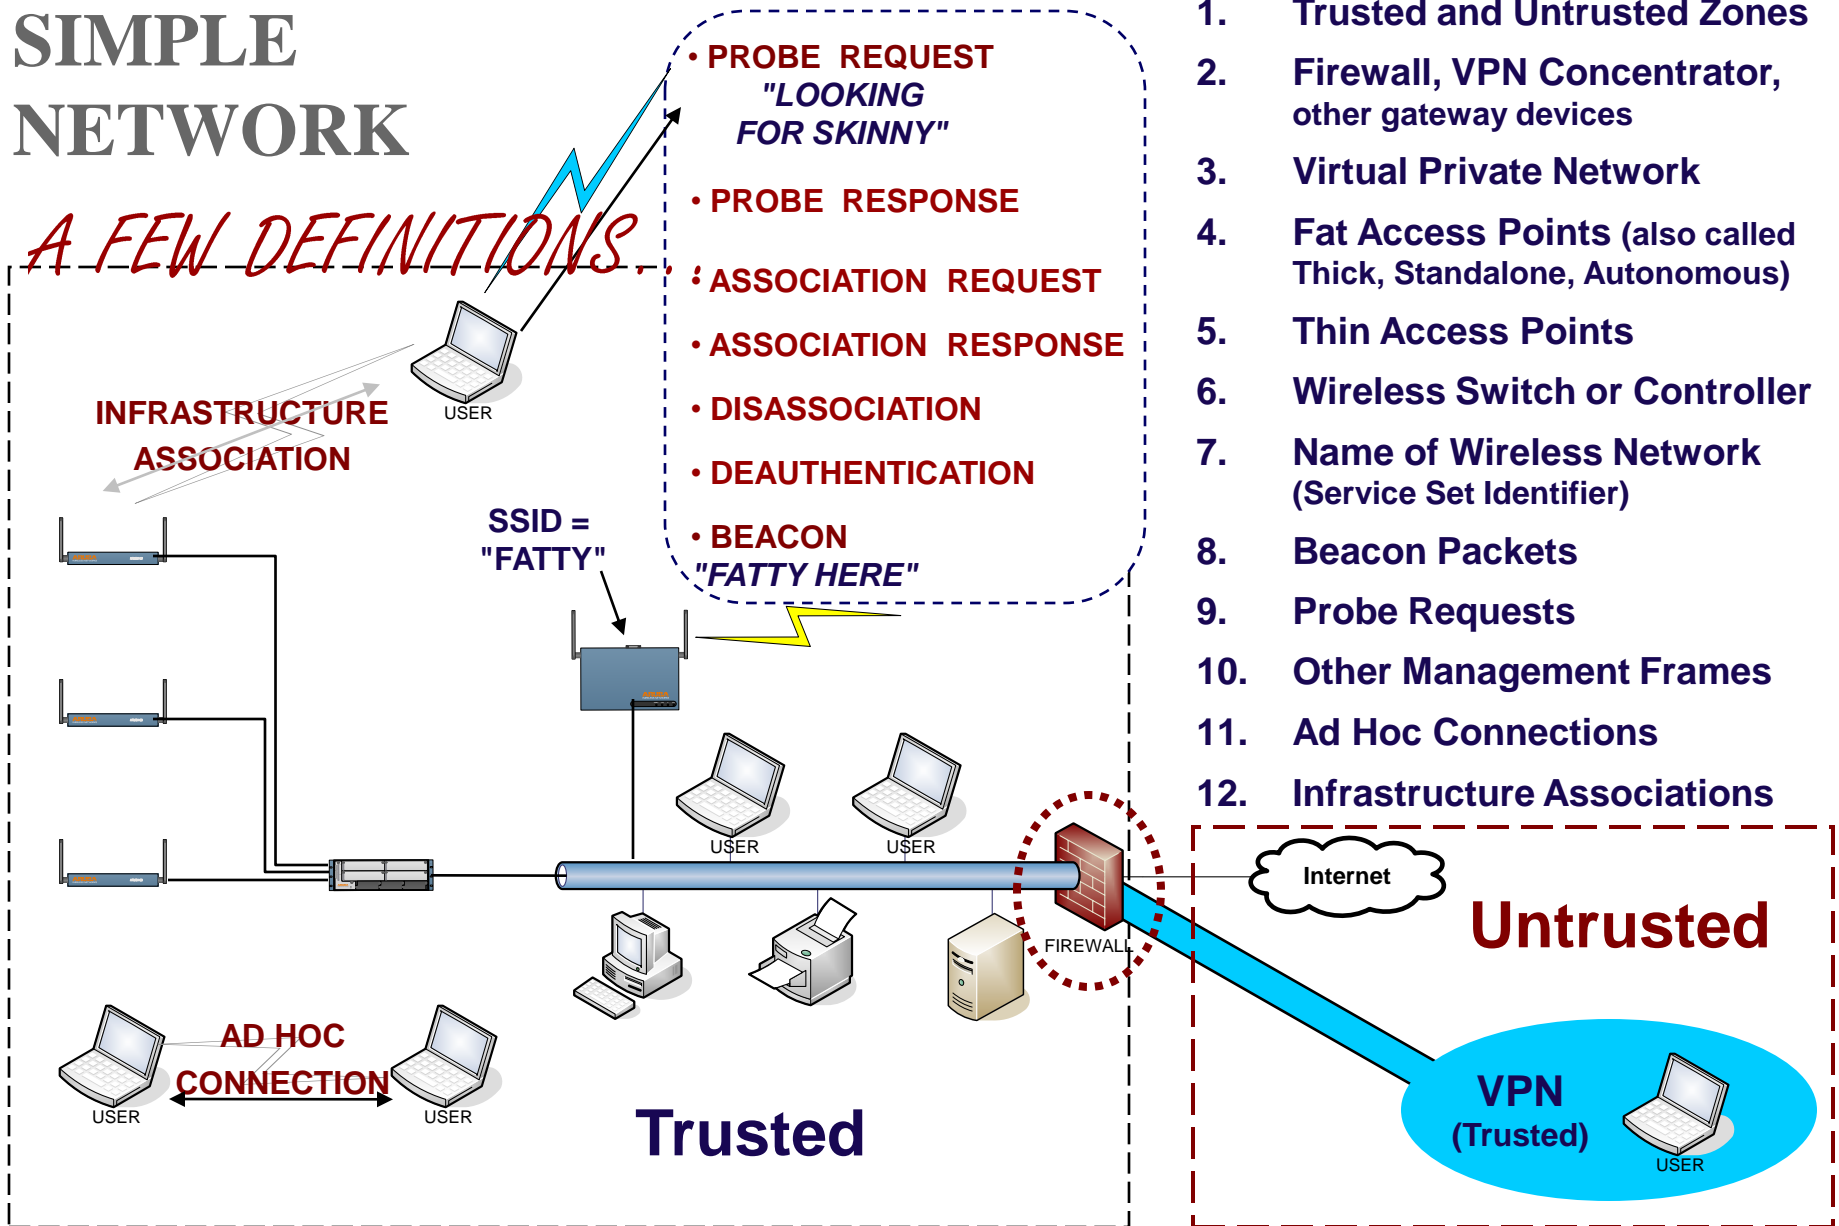 SIMPLE
NETWORK
A FEW DEFINITIONS...
• PROBE REQUEST
"LOOKING
FOR SKINNY"
• PROBE RESPONSE
• ASSOCIATION REQUEST
• ASSOCIATION RESPONSE
• DISASSOCIATION
• DEAUTHENTICATION
• BEACON
"FATTY HERE"
1. Trusted and Untrusted Zones
2. Firewall, VPN Concentrator,
other gateway devices
3. Virtual Private Network
4. Fat Access Points (also called
Thick, Standalone, Autonomous)
5. Thin Access Points
6. Wireless Switch or Controller
7. Name of Wireless Network
(Service Set Identifier)
8. Beacon Packets
9. Probe Requests
10. Other Management Frames
11. Ad Hoc Connections
12. Infrastructure Associations
USER
INFRASTRUCTURE
ASSOCIATION
SSID =
"FATTY"
USER
USER
FIREWALL
Internet
Untrusted
AD HOC
CONNECTION
USER
USER
Trusted
VPN
(Trusted)
USER